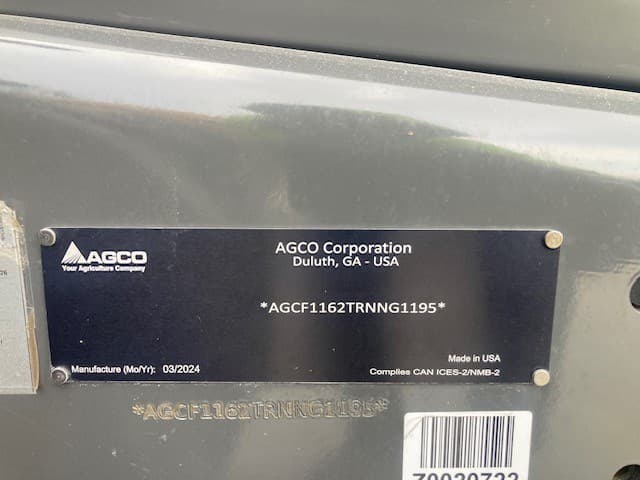 AGCO
Your Agriculture Company
AGCO Corporation
Duluth, GA - USA
*AGCF1162TRNNG1195*
Made in USA
Manufacture (Mo/Yr): 03/2024
Complies CAN ICES-2/NMB-2
*AGCF1162TRNNG1195*